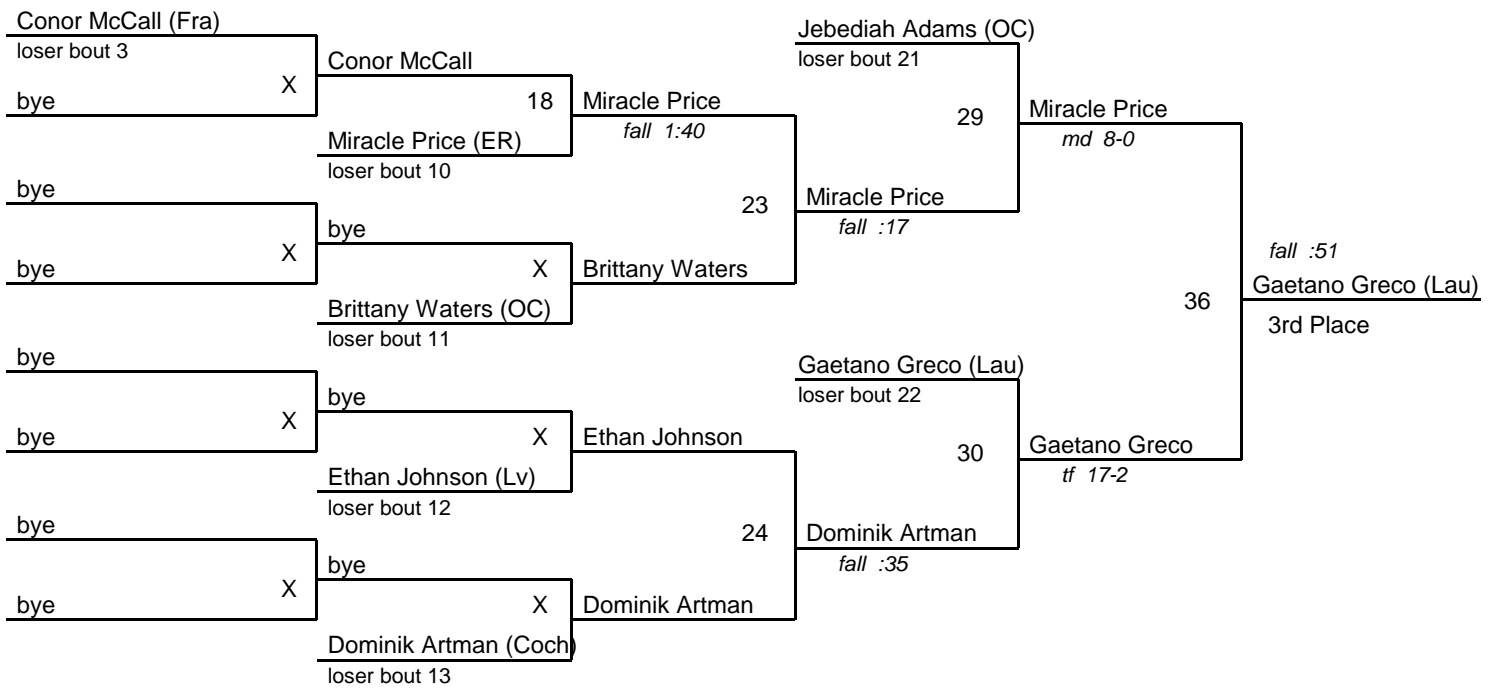 Conor McCall (Fra)
loser bout 3
X
bye
bye
X
bye
bye
X
bye
bye
X
bye
Conor McCall
18
Miracle Price (ER)
loser bout 10
bye
X
Brittany Waters (OC)
loser bout 11
bye
X
Ethan Johnson (Lv)
loser bout 12
bye
X
Dominik Artman (Coch)
loser bout 13
Miracle Price
fall :40
23
Brittany Waters
Ethan Johnson
24
Dominik Artman
Jebediah Adams (OC)
loser bout 21
29
Miracle Price
fall :17
Gaetano Greco (Lau)
loser bout 22
30
Dominik Artman
fall :35
Miracle Price
md 8-0
36
Gaetano Greco
tf 17-2
fall :51
Gaetano Greco (Lau)
3rd Place